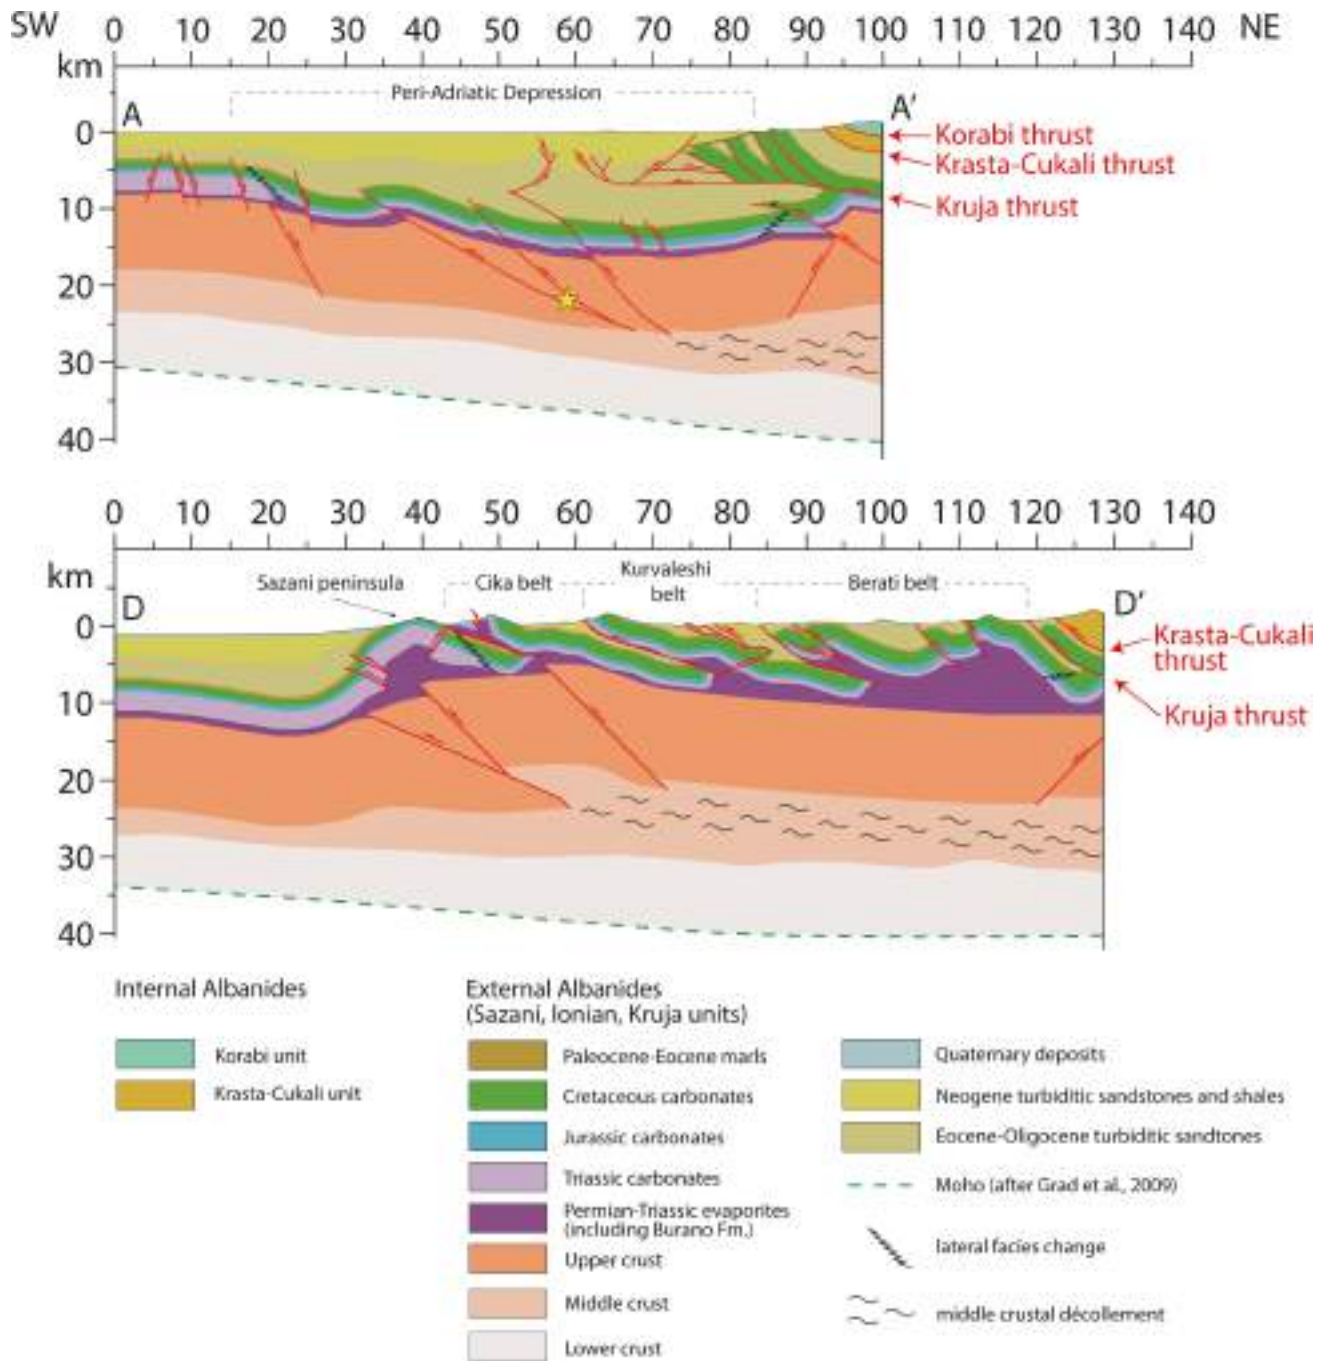 SW 0 10 20 30 40 50 60 70 80 90 100 110 120 130 140 NE
km
Peri-Adriatic Depression
A A'
0
10
20
30
40
Korabi thrust
Krasta-Cukali thrust
Kruja thrust
0 10 20 30 40 50 60 70 80 90 100 110 120 130 140
km
Sazani peninsula
Cika belt
Kurvaleshi
belt
Berati belt
D D'
0
10
20
30
40
Krasta-Cukali
thrust
Kruja thrust
Internal Albanides
Korabi unit
Krasta-Cukali unit
External Albanides
(Sazani, Ionian, Kruja units)
Paleocene-Eocene marls
Cretaceous carbonates
Jurassic carbonates
Triassic carbonates
Permian-Triassic evaporites
(including Burano Fm.)
Upper crust
Middle crust
Lower crust
Quaternary deposits
Neogene turbiditic sandstones and shales
Eocene-Oligocene turbiditic sandtones
Moho (after Grad et al., 2009)
lateral facies change
middle crustal décollement